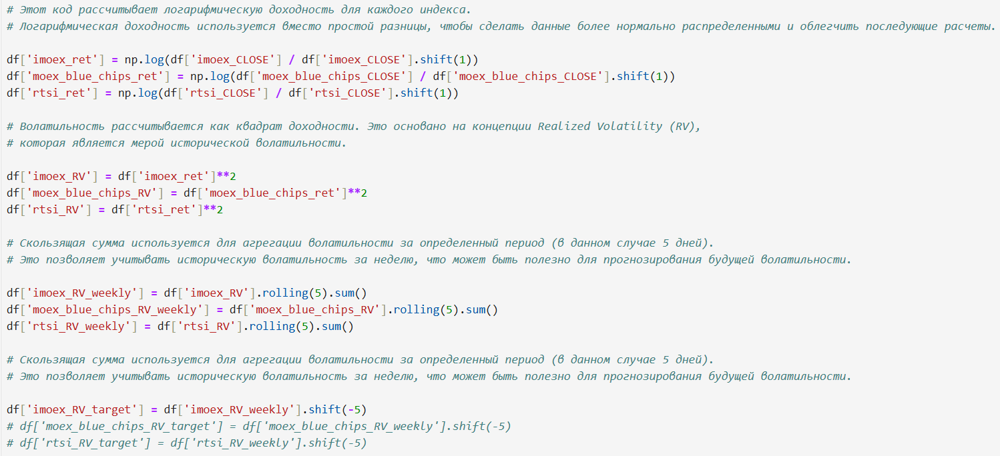 # Этот код рассчитывает логарифмическую доходность для каждого индекса.
# Логарифмическая доходность используется вместо простой разницы, чтобы сделать данные более нормально распределенными и облегчить последующие расчеты.
df['imoex_ret'] = np.log(df['imoex_CLOSE'] / df['imoex_CLOSE'].shift(1))
df['moex_blue_chips_ret'] = np.log(df['moex_blue_chips_CLOSE'] / df['moex_blue_chips_CLOSE'].shift(1))
df['rtsi_ret'] = np.log(df['rtsi_CLOSE'] / df['rtsi_CLOSE'].shift(1))
# Волатильность рассчитывается как квадрат доходности. Это основано на концепции Realized Volatility (RV),
# которая является мерой исторической волатильности.
df['imoex_RV'] = df['imoex_ret']**2
df['moex_blue_chips_RV'] = df['moex_blue_chips_ret']**2
df['rtsi_RV'] = df['rtsi_ret']**2
# Скользящая сумма используется для агрегации волатильности за определенный период (в данном случае 5 дней).
# Это позволяет учитывать историческую волатильность за неделю, что может быть полезно для прогнозирования будущей волатильности.
df['imoex_RV_weekly'] = df['imoex_RV'].rolling(5).sum()
df['moex_blue_chips_RV_weekly'] = df['moex_blue_chips_RV'].rolling(5).sum()
df['rtsi_RV_weekly'] = df['rtsi_RV'].rolling(5).sum()
# Скользящая сумма используется для агрегации волатильности за определенный период (в данном случае 5 дней).
# Это позволяет учитывать историческую волатильность за неделю, что может быть полезно для прогнозирования будущей волатильности.
df['imoex_RV_target'] = df['imoex_RV_weekly'].shift(-5)
# df['moex_blue_chips_RV_target'] = df['moex_blue_chips_RV_weekly'].shift(-5)
# df['rtsi_RV_target'] = df['rtsi_RV_weekly'].shift(-5)